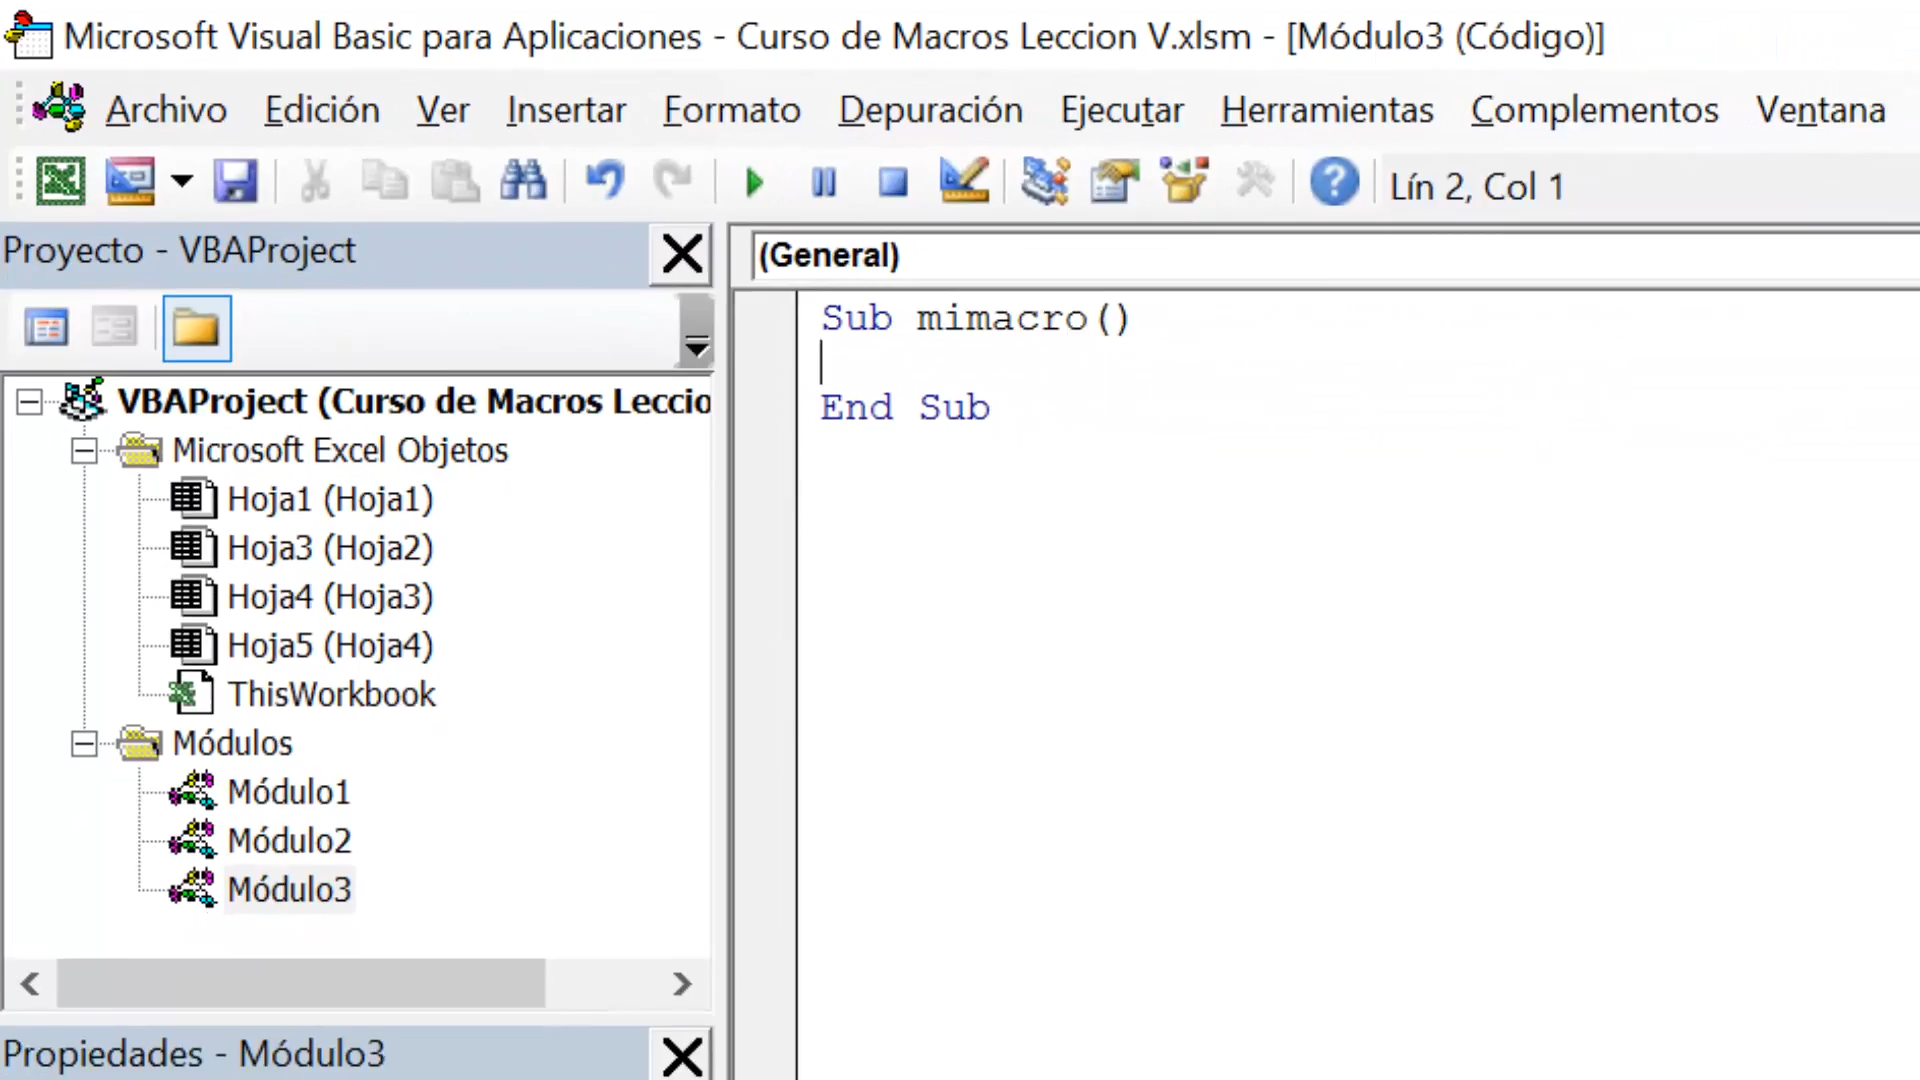 Microsoft Visual Basic para Aplicaciones - Curso de Macros Leccion V.xlsm - [Módulo3 (Código)]
Archivo Edición Ver Insertar Formato Depuración Ejecutar Herramientas Complementos Ventana
Lín 2, Col 1
Proyecto - VBAProject
(General)
Sub mimacro()
End Sub
VBAProject (Curso de Macros Leccio
Microsoft Excel Objetos
Hoja1 (Hoja1)
Hoja3 (Hoja2)
Hoja4 (Hoja3)
Hoja5 (Hoja4)
ThisWorkbook
Módulos
Módulo1
Módulo2
Módulo3
Propiedades - Módulo3